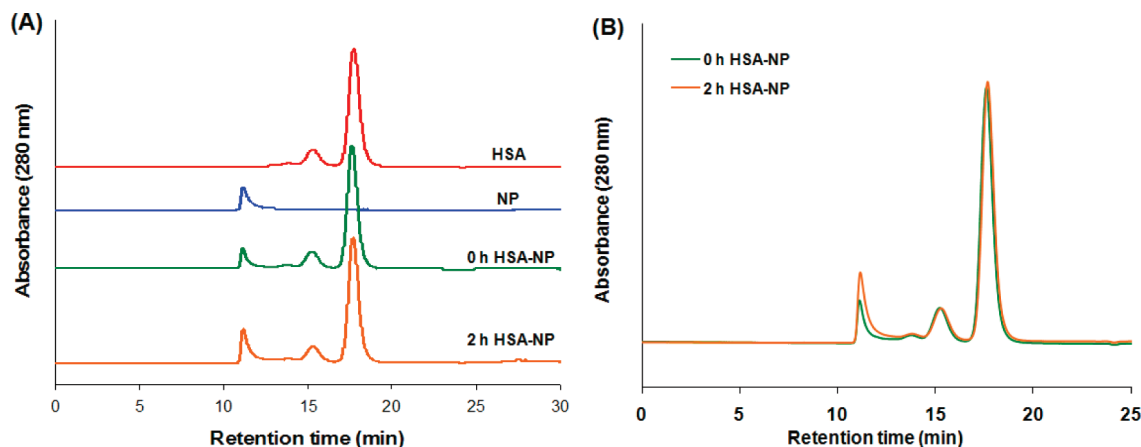 (A)
Absorbance (280 nm)
HSA
NP
0 h HSA-NP
2 h HSA-NP
0 5 10 15 20 25 30
Retention time (min)
(B)
0 h HSA-NP
2 h HSA-NP
Absorbance (280 nm)
0 5 10 15 20 25
Retention time (min)